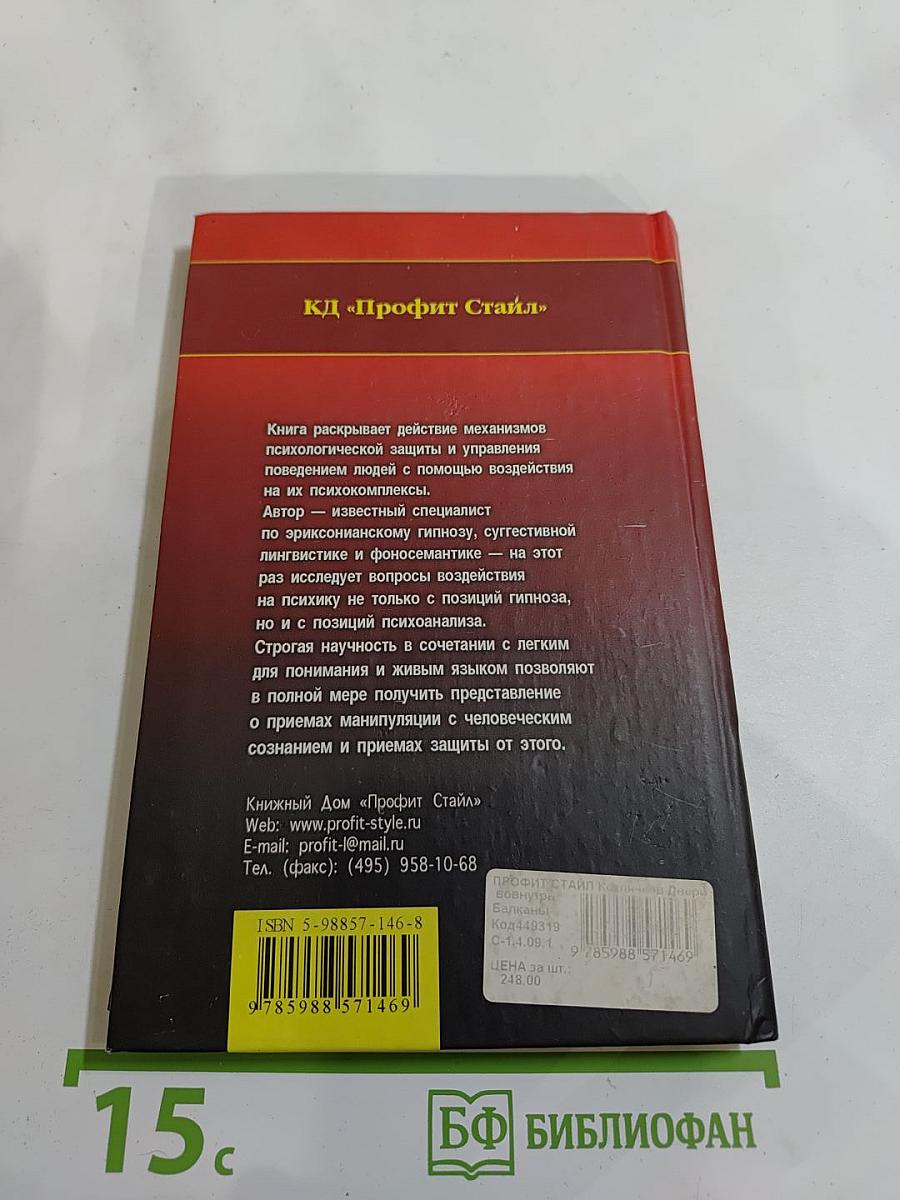 КД «Профит Стайл»
Книга раскрывает действие механизмов
психологической защиты и управления
поведением людей с помощью воздействия
на их психокомплексы.
Автор — известный специалист
по эриксонианскому гипнозу, суггестивной
лингвистике и фоносемантике — на этот
раз исследует вопросы воздействия
на психику не только с позиций гипноза,
но и с позиций психоанализа.
Строгая научность в сочетании с легким
для понимания и живым языком позволяют
в полной мере получить представление
о приемах манипуляции с человеческим
сознанием и приемах защиты от этого.
Книжный Дом «Профит Стайл»
Web: www.profit-style.ru
E-mail: profit-l@mail.ru
Тел. (факс): (495) 958-10-68
ISBN 5-98857-146-8
9 785988 571469
ПРОФИТ СТАЙЛ
вовнутрь
Балканы
Код449319
С-1.4.09.1
9 785988 571469
ЦЕНА за шт.:
248.00
15 с
БФ БИБЛИОФАН